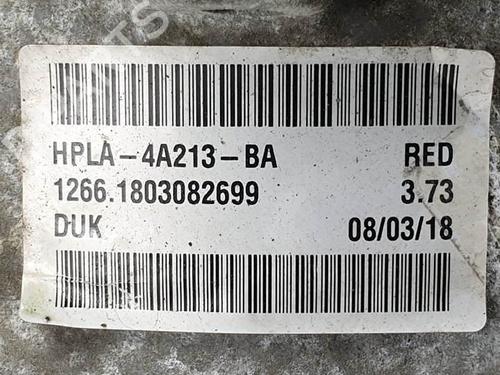 HPLA-4A213-BA RED
1266.1803082699 3.73
DUK 08/03/18